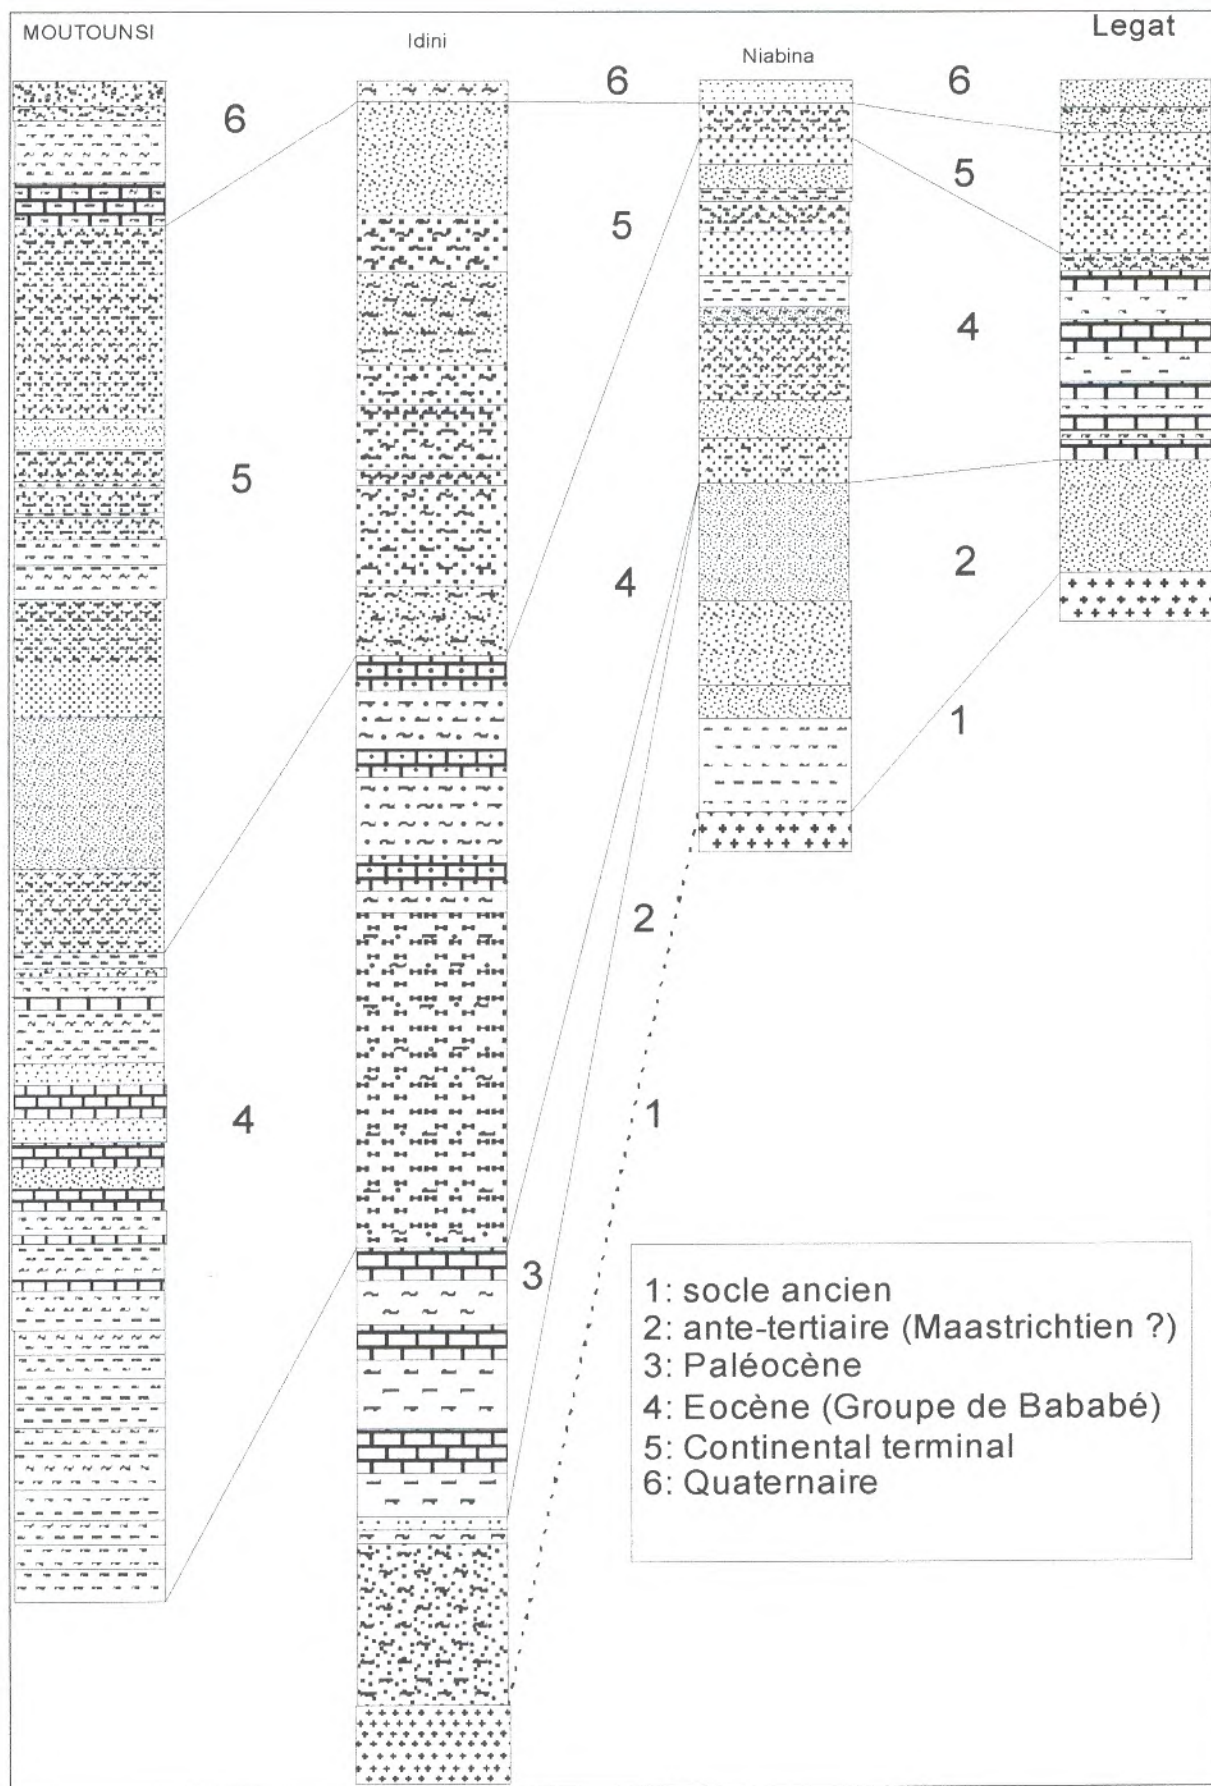 MOUTOUNSI
Idini
Niabina
Legat
6
6
6
5
5
5
4
4
4
3
2
2
1
1
1: socle ancien
2: ante-tertiaire (Maastrichtien ?)
3: Paléocène
4: Eocène (Groupe de Bababé)
5: Continental terminal
6: Quaternaire